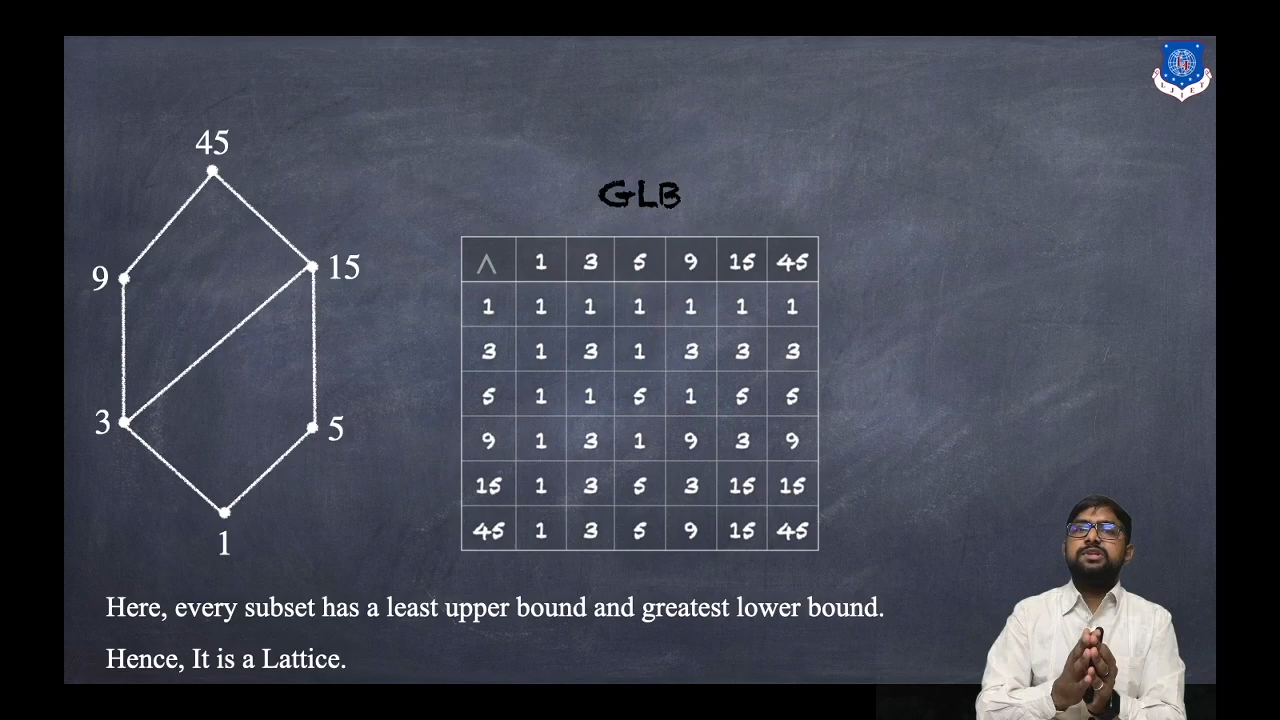 45
9
15
3
5
1
GLB
∧ 1 3 5 9 15 45
1 1 1 1 1 1 1
3 1 3 1 3 3 3
5 1 1 5 1 5 5
9 1 3 1 9 3 9
15 1 3 5 3 15 15
45 1 3 5 9 15 45
Here, every subset has a least upper bound and greatest lower bound.
Hence, It is a Lattice.
L J I E T